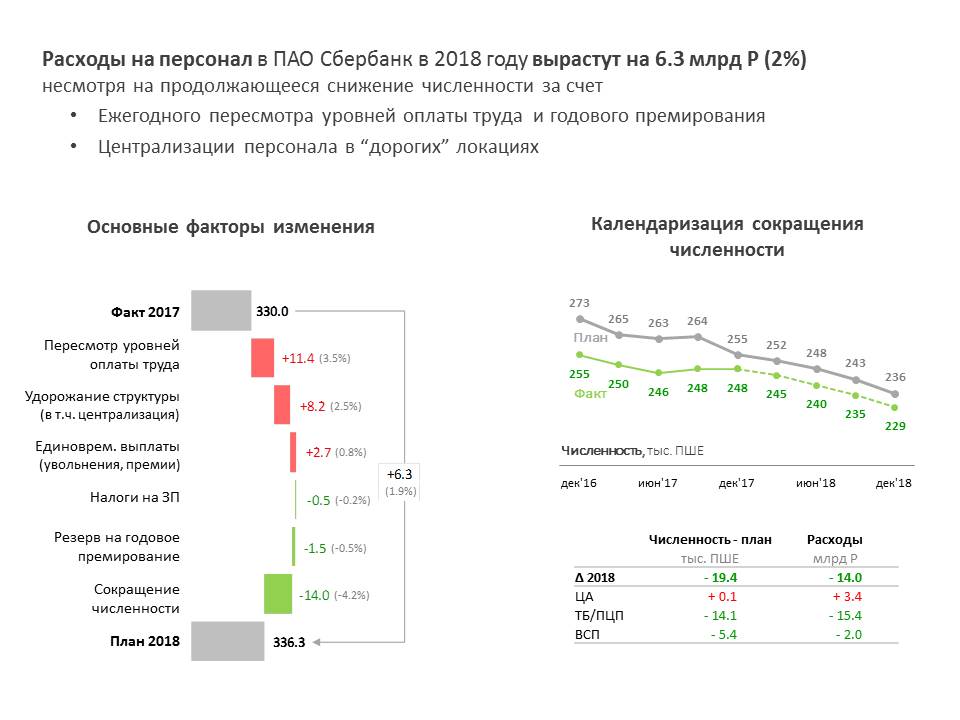 Расходы на персонал в ПАО Сбербанк в 2018 году вырастут на 6.3 млрд Р (2%)
несмотря на продолжающееся снижение численности за счет
• Ежегодного пересмотра уровней оплаты труда и годового премирования
• Централизации персонала в “дорогих” локациях
Основные факторы изменения
Факт 2017 330.0
Пересмотр уровней
оплаты труда
+11.4 (3.5%)
Удорожание структуры
(в т.ч. централизация)
+8.2 (2.5%)
Единоврем. выплаты
(увольнения, премии)
+2.7 (0.8%)
Налоги на ЗП -0.5 (-0.2%)
Резерв на годовое
премирование
-1.5 (-0.5%)
Сокращение
численности
-14.0 (-4.2%)
План 2018 336.3
+6.3
(1.9%)
Календаризация сокращения
численности
273 265 263 264 255 252 248 243 236
План
255 250 246 248 248 245 240 235 229
Факт
Численность, тыс. ПШЕ
дек'16 июн'17 дек'17 июн'18 дек'18
Численность - план Расходы
тыс. ПШЕ млрд Р
Δ 2018 - 19.4 - 14.0
ЦА + 0.1 + 3.4
ТБ/ПЦП - 14.1 - 15.4
ВСП - 5.4 - 2.0